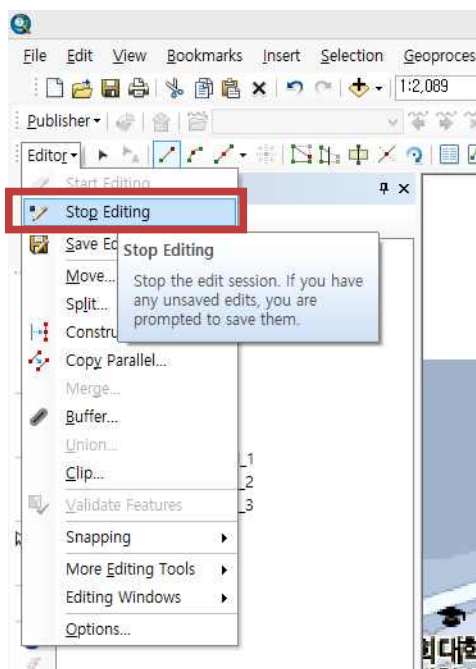 File Edit View Bookmarks Insert Selection Geoproces
1:2,089
Publisher
Editor
Start Editing
Stop Editing
Save Ed
Stop Editing
Stop the edit session. If you have
any unsaved edits, you are
prompted to save them.
Move...
Split...
Constru
Copy Parallel...
Merge...
Buffer...
Union...
Clip...
_1
_2
Validate Features
_3
Snapping
More Editing Tools
Editing Windows
Options...
희대학